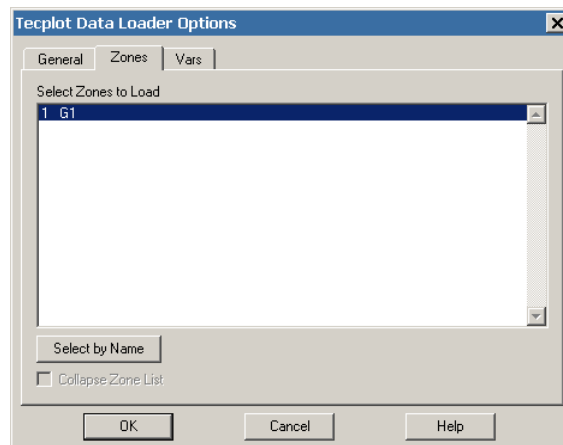 Tecplot Data Loader Options
General Zones Vars
Select Zones to Load
1 G1
Select by Name
Collapse Zone List
OK Cancel Help